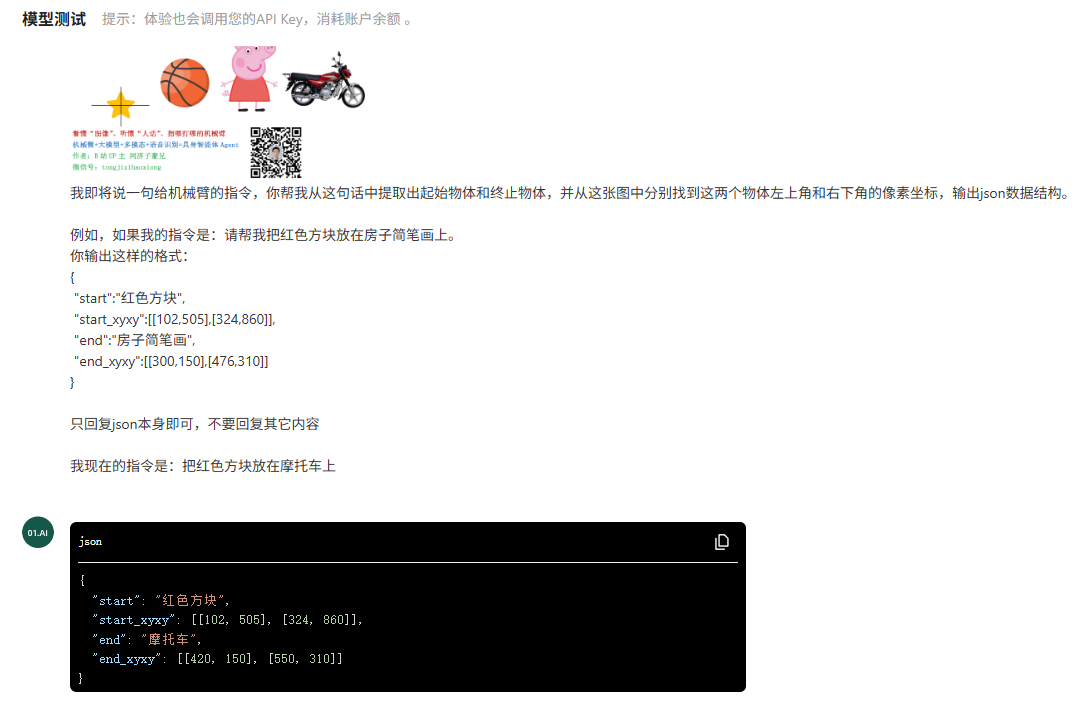 模型测试 提示：体验也会调用您的API Key，消耗账户余额 。
看懂“图像”、听懂“人话”、指哪打哪的机械臂
机械臂+大模型+多模态+语音识别=具身智能体Agent
作者：B站UP主 同济子豪兄
微信号：tongjizihaoxiong
我即将说一句给机械臂的指令，你帮我从这句话中提取出起始物体和终止物体，并从这张图中分别找到这两个物体左上角和右下角的像素坐标，输出json数据结构。
例如，如果我的指令是：请帮我把红色方块放在房子简笔画上。
你输出这样的格式：
{
"start":"红色方块",
"start_xyxy":[[102,505],[324,860]],
"end":"房子简笔画",
"end_xyxy":[[300,150],[476,310]]
}
只回复json本身即可，不要回复其它内容
我现在的指令是：把红色方块放在摩托车上
01.AI
json
{
"start": "红色方块",
"start_xyxy": [[102, 505], [324, 860]],
"end": "摩托车",
"end_xyxy": [[420, 150], [550, 310]]
}